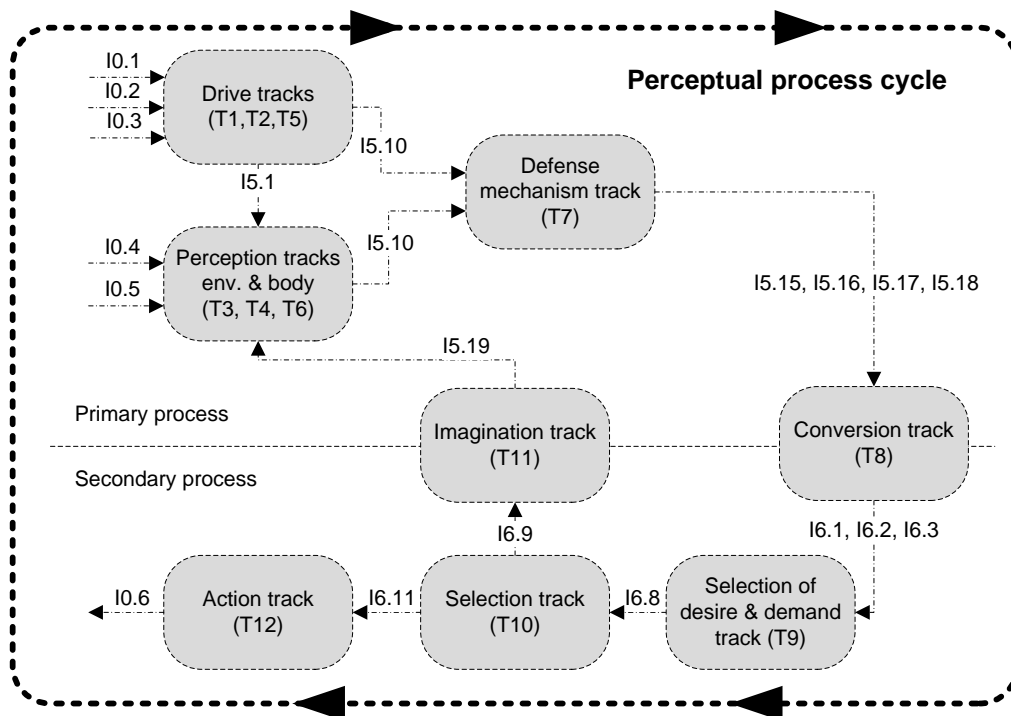 Perceptual process cycle
I0.1
I0.2
I0.3
Drive tracks
(T1,T2,T5)
I5.10
I5.1
Defense
mechanism track
(T7)
I0.4
I0.5
Perception tracks
env. & body
(T3, T4, T6)
I5.10
I5.15, I5.16, I5.17, I5.18
I5.19
Primary process
Imagination track
(T11)
Conversion track
(T8)
Secondary process
I6.9
I6.1, I6.2, I6.3
I0.6
Action track
(T12)
I6.11
Selection track
(T10)
I6.8
Selection of
desire & demand
track (T9)